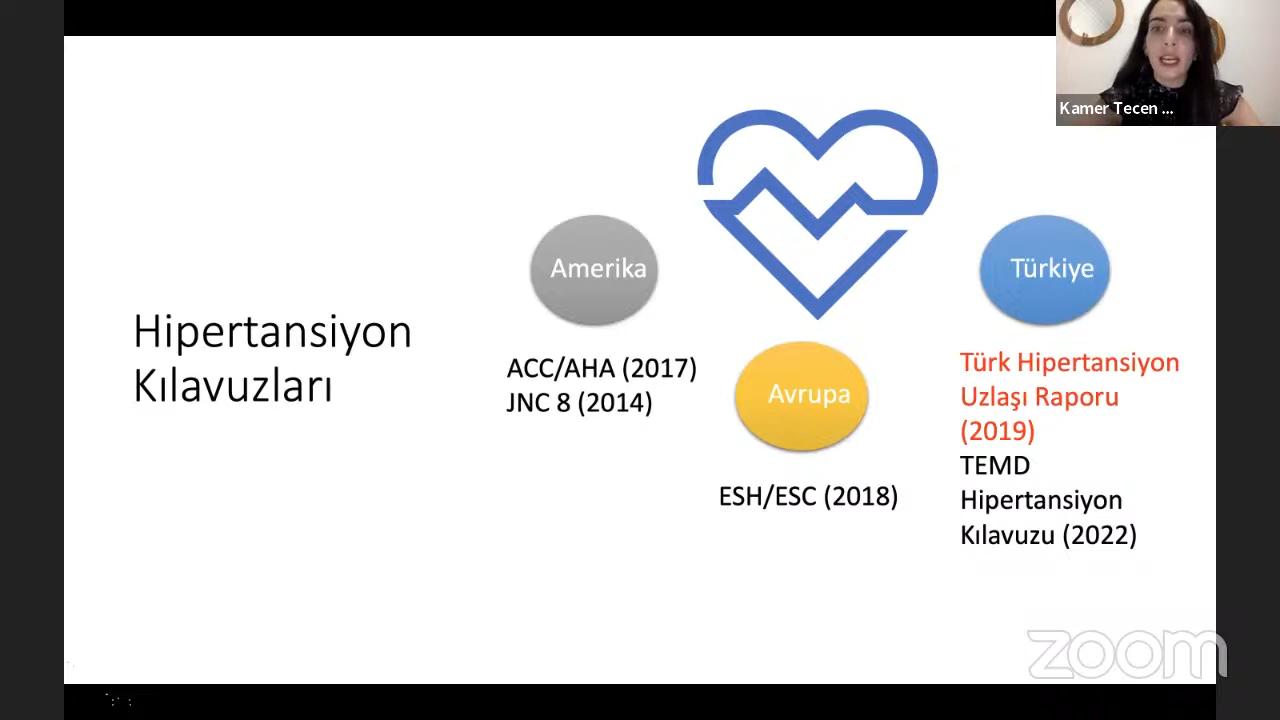 Kamer Tecen ...
Amerika
Türkiye
Hipertansiyon
Kılavuzları
ACC/AHA (2017)
JNC 8 (2014)
Avrupa
ESH/ESC (2018)
Türk Hipertansiyon
Uzlaşı Raporu
(2019)
TEMD
Hipertansiyon
Kılavuzu (2022)
zoom